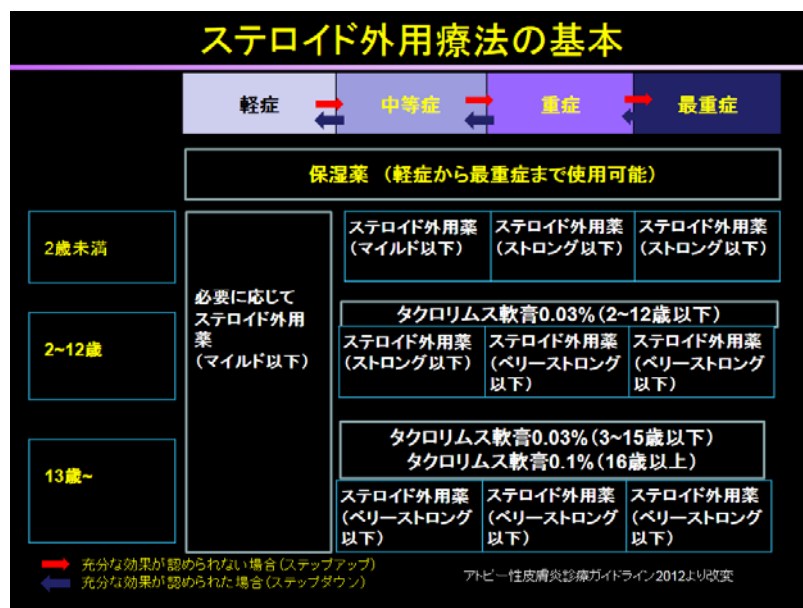 ステロイド外用療法の基本
軽症
中等症
重症
最重症
保湿薬 （軽症から最重症まで使用可能）
2歳未満
必要に応じて
ステロイド外用
薬
（マイルド以下）
ステロイド外用薬
（マイルド以下）
ステロイド外用薬
（ストロング以下）
ステロイド外用薬
（ストロング以下）
2~12歳
タクロリムス軟膏0.03%（2~12歳以下）
ステロイド外用薬
（ストロング以下）
ステロイド外用薬
（ベリーストロング
以下）
ステロイド外用薬
（ベリーストロング
以下）
13歳~
タクロリムス軟膏0.03%（3~15歳以下）
タクロリムス軟膏0.1%（16歳以上）
ステロイド外用薬
（ベリーストロング
以下）
ステロイド外用薬
（ベリーストロング
以下）
ステロイド外用薬
（ベリーストロング
以下）
充分な効果が認められない場合（ステップアップ）
充分な効果が認められた場合（ステップダウン）
アトピー性皮膚炎診療ガイドライン2012より改変